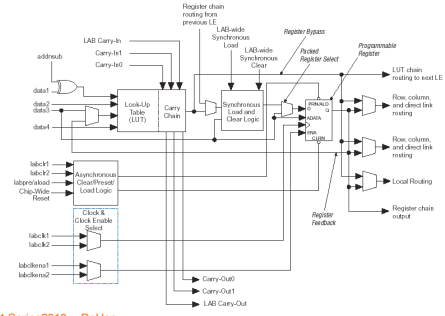 Register chain
routing from
previous LE
LAB Carry-In
Carry-In1
Carry-In0
LAB-wide
Synchronous
Load
LAB-wide
Synchronous
Clear
Register Bypass
Packed
Register Select
Programmable
Register
addnsub
data1
data2
data3
data4
Look-Up
Table
(LUT)
Carry
Chain
Synchronous
Load and
Clear Logic
PRN/ALD
D
Q
ADATA
ENA
CLRN
LUT chain
routing to next LE
Row, column,
and direct link
routing
Row, column,
and direct link
routing
Local Routing
Register chain
output
Register
Feedback
labclr1
labclr2
labpre/aload
Chip-Wide
Reset
Asynchronous
Clear/Preset/
Load Logic
Clock &
Clock Enable
Select
labclk1
labclk2
labclkena1
labclkena2
Carry-Out0
Carry-Out1
LAB Carry-Out